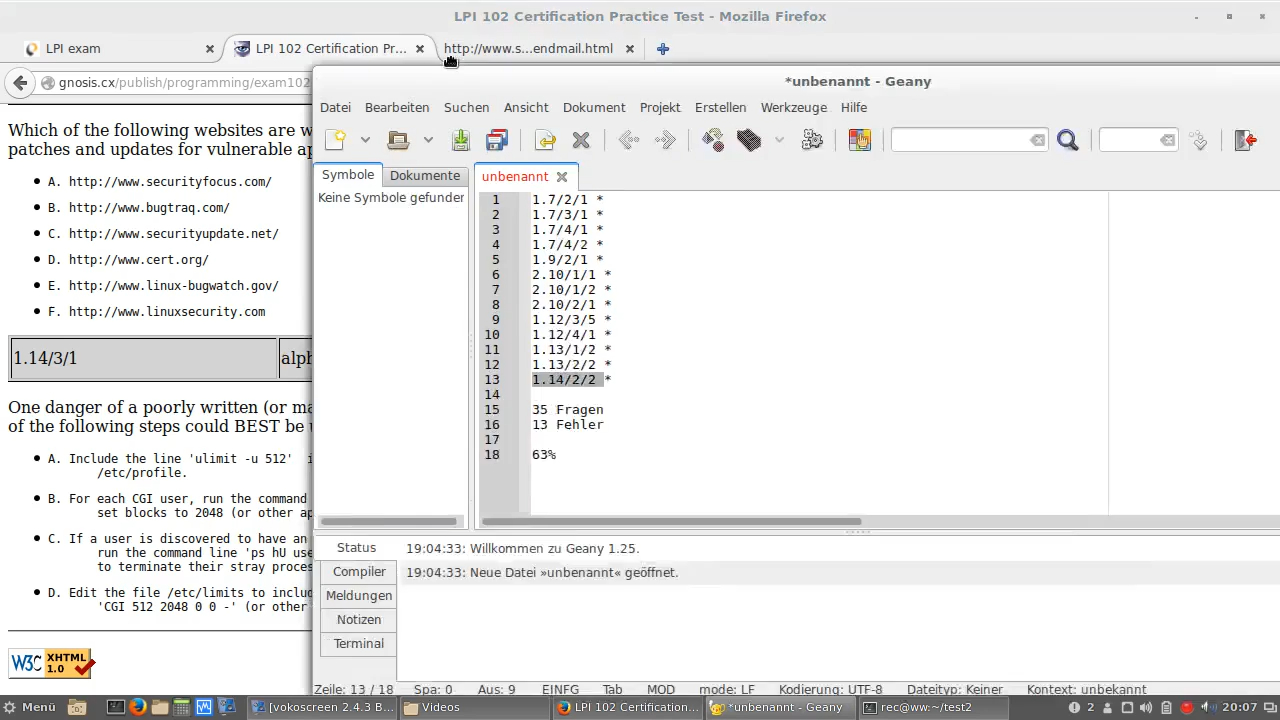 LPI 102 Certification Practice Test - Mozilla Firefox
LPI exam
LPI 102 Certification Pr...
http://www.s...endmail.html
gnosis.cx/publish/programming/exam102
*unbenannt - Geany
Datei Bearbeiten Suchen Ansicht Dokument Projekt Erstellen Werkzeuge Hilfe
Which of the following websites are w
patches and updates for vulnerable ap
A. http://www.securityfocus.com/
B. http://www.bugtraq.com/
C. http://www.securityupdate.net/
D. http://www.cert.org/
E. http://www.linux-bugwatch.gov/
F. http://www.linuxsecurity.com
1.14/3/1 alph
One danger of a poorly written (or ma
of the following steps could BEST be
A. Include the line 'ulimit -u 512' i
/etc/profile.
B. For each CGI user, run the command
set blocks to 2048 (or other ap
C. If a user is discovered to have an
run the command line 'ps hU use
to terminate their stray proces
D. Edit the file /etc/limits to inclu
'CGI 512 2048 0 0 -' (or other
W3C XHTML
1.0
Symbole Dokumente
Keine Symbole gefunden
unbenannt
1 1.7/2/1 *
2 1.7/3/1 *
3 1.7/4/1 *
4 1.7/4/2 *
5 1.9/2/1 *
6 2.10/1/1 *
7 2.10/1/2 *
8 2.10/2/1 *
9 1.12/3/5 *
10 1.12/4/1 *
11 1.13/1/2 *
12 1.13/2/2 *
13 1.14/2/2 *
14
15 35 Fragen
16 13 Fehler
17
18 63%
Status
Compiler
Meldungen
Notizen
Terminal
19:04:33: Willkommen zu Geany 1.25.
19:04:33: Neue Datei »unbenannt« geöffnet.
Zeile: 13 / 18 Spa: 0 Aus: 9 EINFG Tab MOD mode: LF Kodierung: UTF-8 Dateityp: Keiner Kontext: unbekannt
Menü [vokoscreen 2.4.3 B... Videos LPI 102 Certification... *unbenannt - Geany rec@ww:~/test2 2 20:07